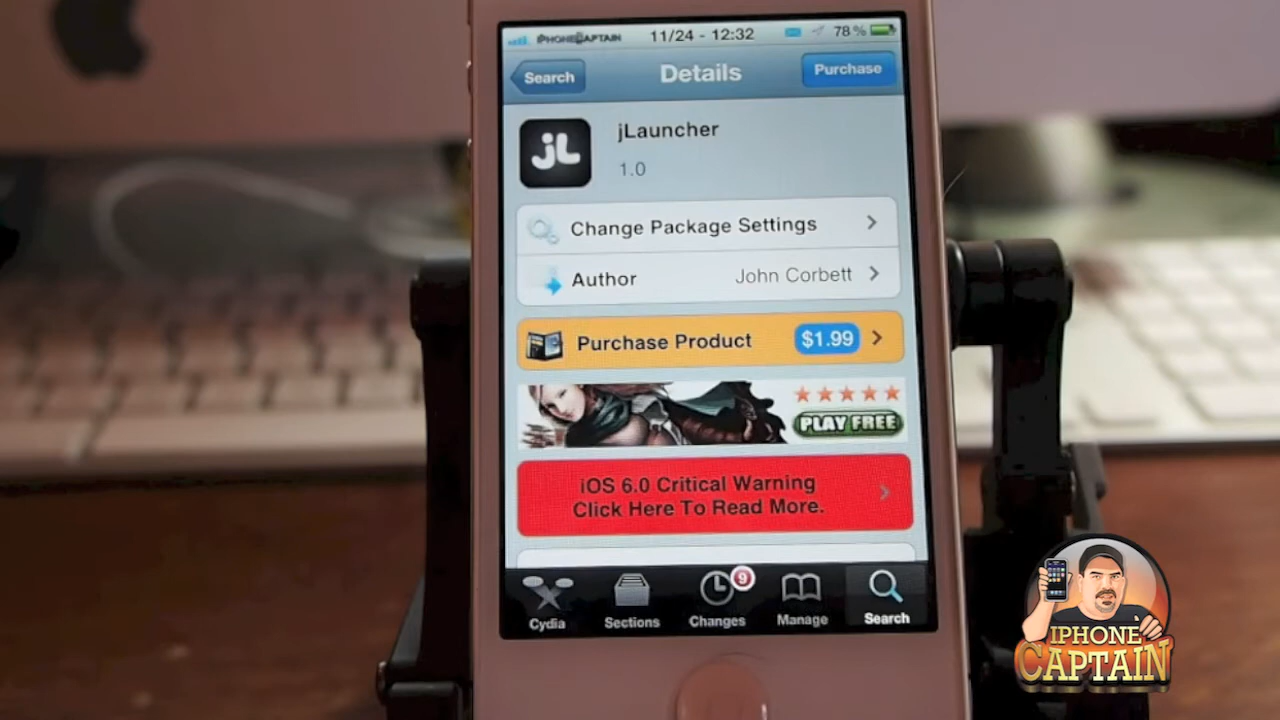 IPHONECAPTAIN 11/24 - 12:32 78%
Search Details Purchase
jL jLauncher
1.0
Change Package Settings
Author John Corbett
Purchase Product $1.99
PLAY FREE
iOS 6.0 Critical Warning
Click Here To Read More.
9
Cydia Sections Changes Manage Search
IPHONE
CAPTAIN